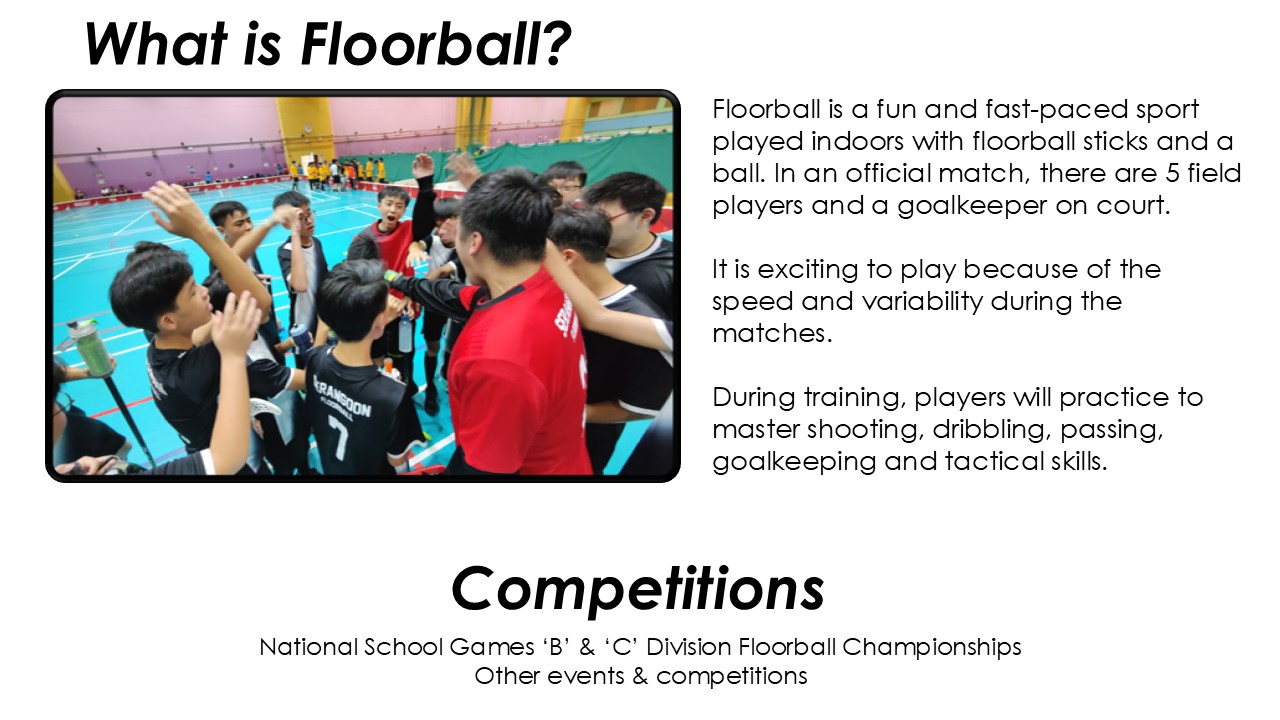 What is Floorball?
Floorball is a fun and fast-paced sport
played indoors with floorball sticks and a
ball. In an official match, there are 5 field
players and a goalkeeper on court.
It is exciting to play because of the
speed and variability during the
matches.
During training, players will practice to
master shooting, dribbling, passing,
goalkeeping and tactical skills.
FLOORBALL
7
Competitions
National School Games ‘B’ & ‘C’ Division Floorball Championships
Other events & competitions